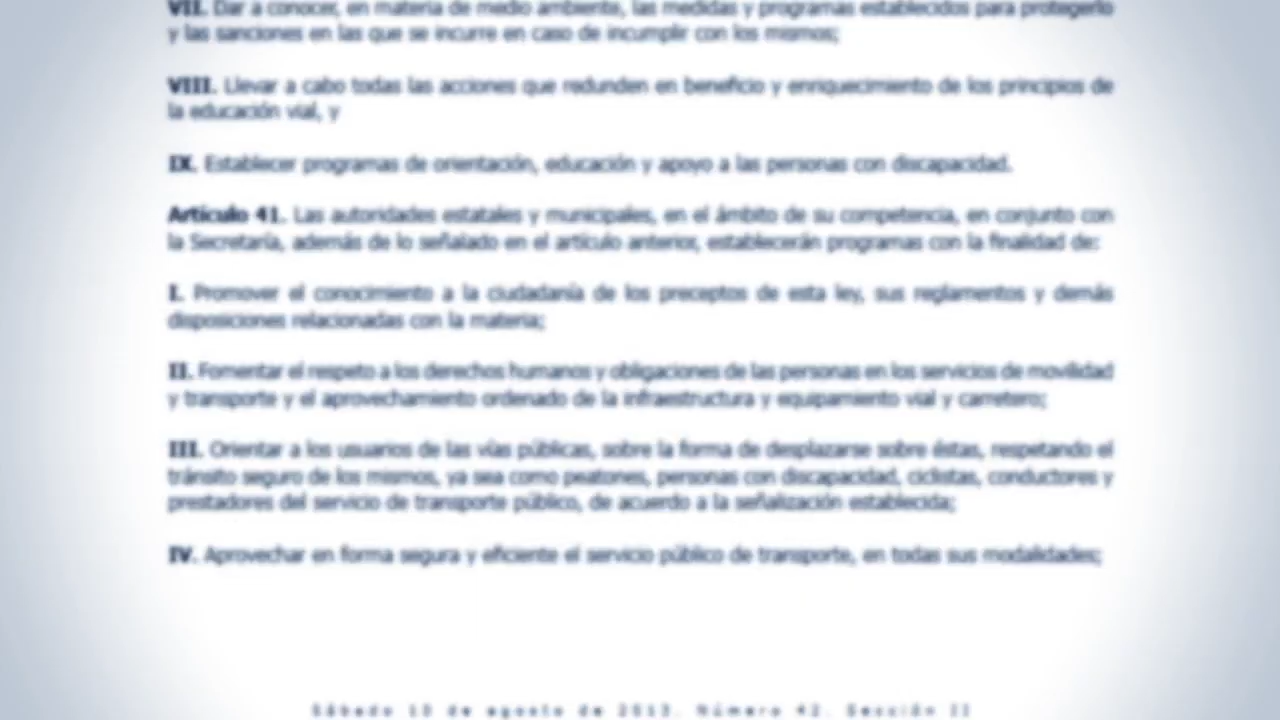 VII. Dar a conocer, en materia de medio ambiente, las medidas y programas establecidos para protegerlo
y las sanciones en las que se incurre en caso de incumplir con los mismos;
VIII. Llevar a cabo todas las acciones que redunden en beneficio y enriquecimiento de los principios de
la educación vial, y
IX. Establecer programas de orientación, educación y apoyo a las personas con discapacidad.
Artículo 41. Las autoridades estatales y municipales, en el ámbito de su competencia, en conjunto con
la Secretaría, además de lo señalado en el artículo anterior, establecerán programas con la finalidad de:
I. Promover el conocimiento a la ciudadanía de los preceptos de esta ley, sus reglamentos y demás
disposiciones relacionadas con la materia;
II. Fomentar el respeto a los derechos humanos y obligaciones de las personas en los servicios de movilidad
y transporte y el aprovechamiento ordenado de la infraestructura y equipamiento vial y carretero;
III. Orientar a los usuarios de las vías públicas, sobre la forma de desplazarse sobre éstas, respetando el
tránsito seguro de los mismos, ya sea como peatones, personas con discapacidad, ciclistas, conductores y
prestadores del servicio de transporte público, de acuerdo a la señalización establecida;
IV. Aprovechar en forma segura y eficiente el servicio público de transporte, en todas sus modalidades;
Sábado 10 de agosto de 2013. Número 42. Sección II